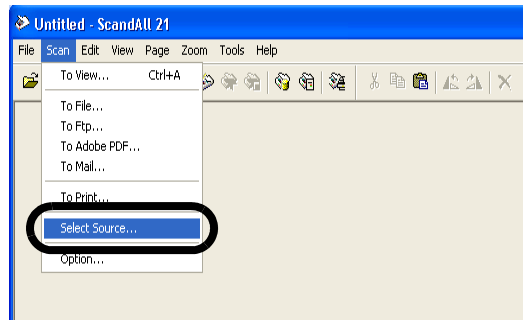 Untitled - ScandAll 21
File Scan Edit View Page Zoom Tools Help
To View... Ctrl+A
To File...
To Ftp...
To Adobe PDF...
To Mail...
To Print...
Select Source...
Option...